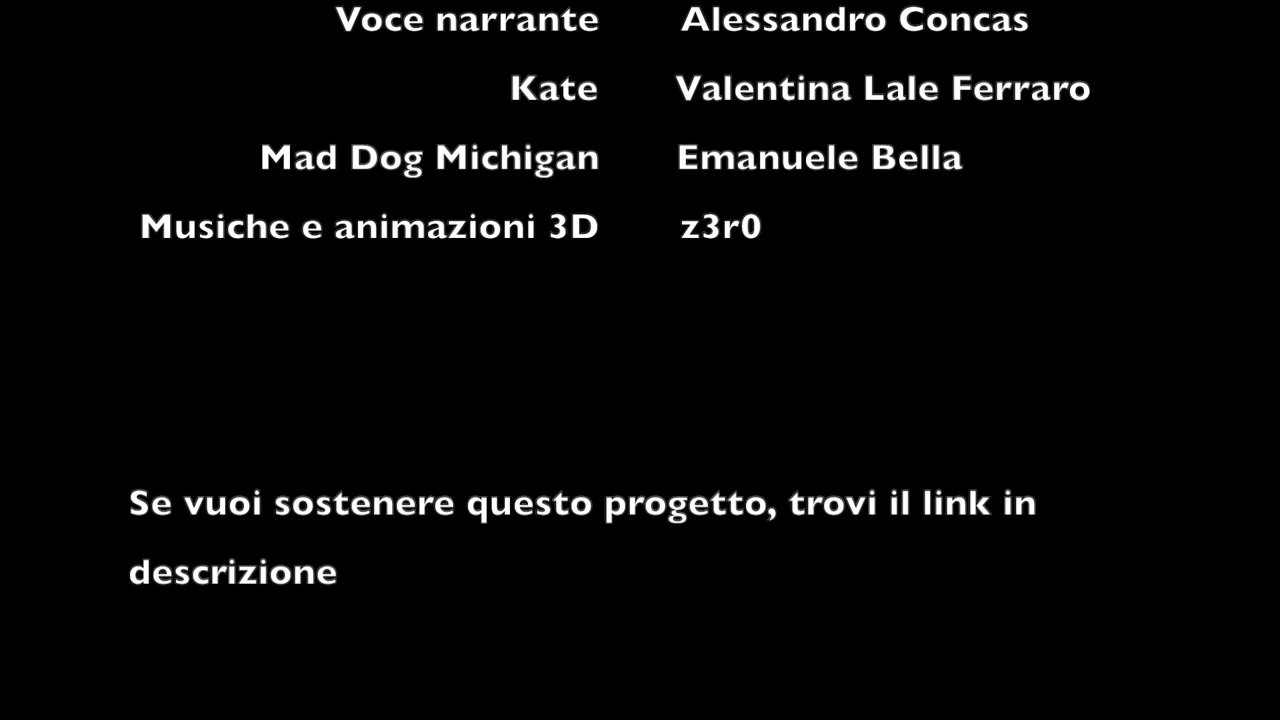 Voce narrante Alessandro Concas
Kate Valentina Lale Ferraro
Mad Dog Michigan Emanuele Bella
Musiche e animazioni 3D z3r0
Se vuoi sostenere questo progetto, trovi il link in
descrizione